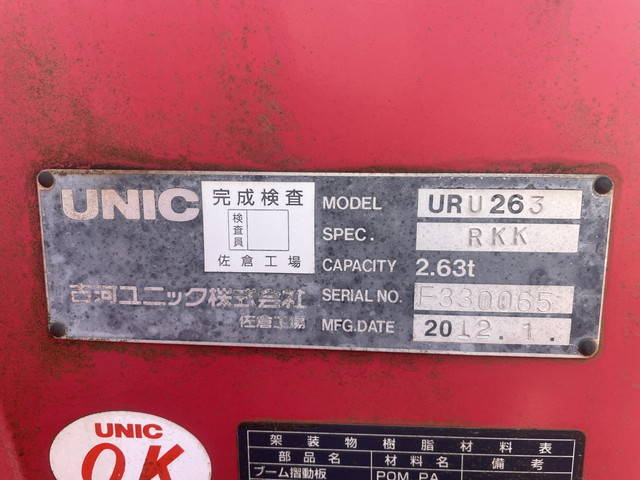 UNIC
完成検査
検査員
佐倉工場
古河ユニック株式会社
佐倉工場
MODEL URU263
SPEC. RKK
CAPACITY 2.63t
SERIAL NO. F330065
MFG.DATE 2012.1.
UNIC
OK
架装物樹脂材料表
部品名 材料名 備考
ブーム摺動板 POM PA